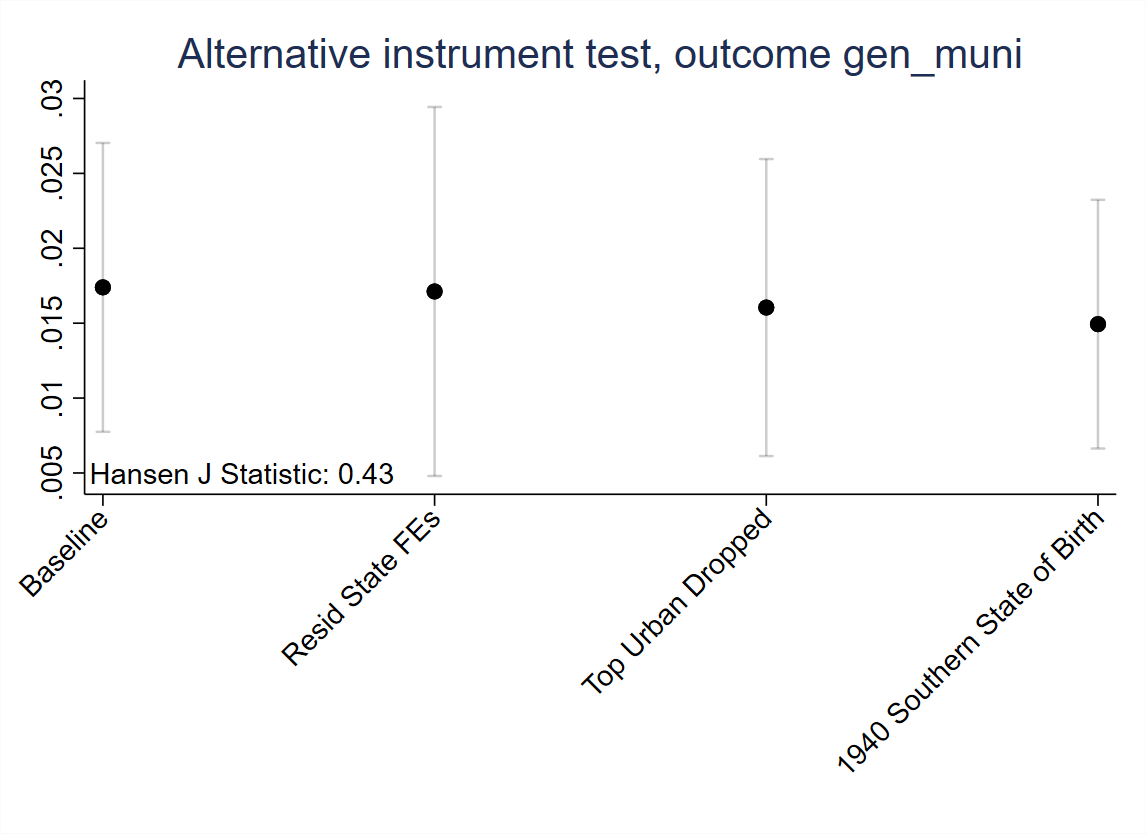 Alternative instrument test, outcome gen_muni
.03
.025
.02
.015
.01
.005
Hansen J Statistic: 0.43
Baseline
Resid State FEs
Top Urban Dropped
1940 Southern State of Birth